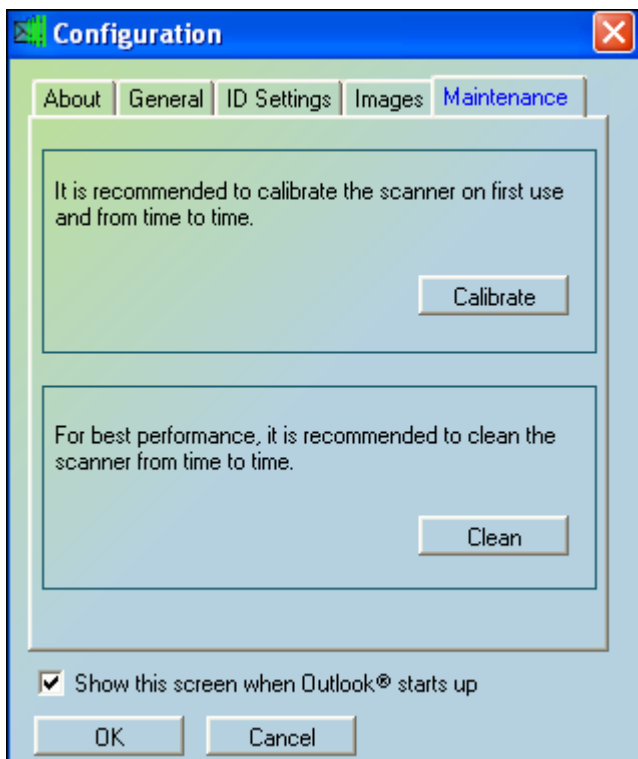 Configuration
About General ID Settings Images Maintenance
It is recommended to calibrate the scanner on first use
and from time to time.
Calibrate
For best performance, it is recommended to clean the
scanner from time to time.
Clean
Show this screen when Outlook® starts up
OK Cancel